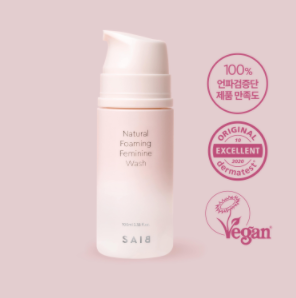 Natural
Foaming
Feminine
Wash
SAIB
100%
언파검증단
제품 만족도
ORIGINAL
EXCELLENT
2020
dermatest®
Vegan